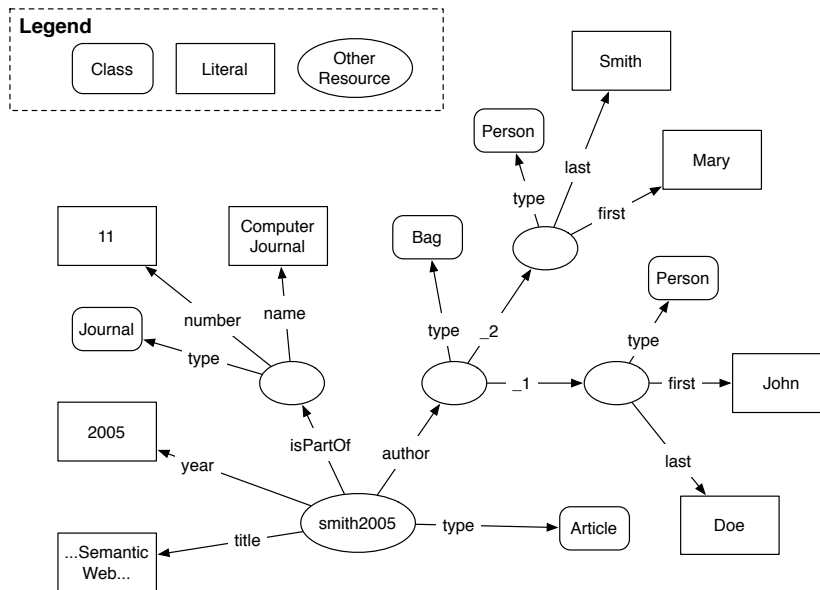 Legend
Class
Literal
Other
Resource
Smith
Person
last
Mary
type
first
11
Computer
Journal
Bag
Person
number
name
Journal
type
type
_2
type
_1
first
John
2005
isPartOf
author
last
year
smith2005
type
Article
Doe
title
...Semantic
Web...